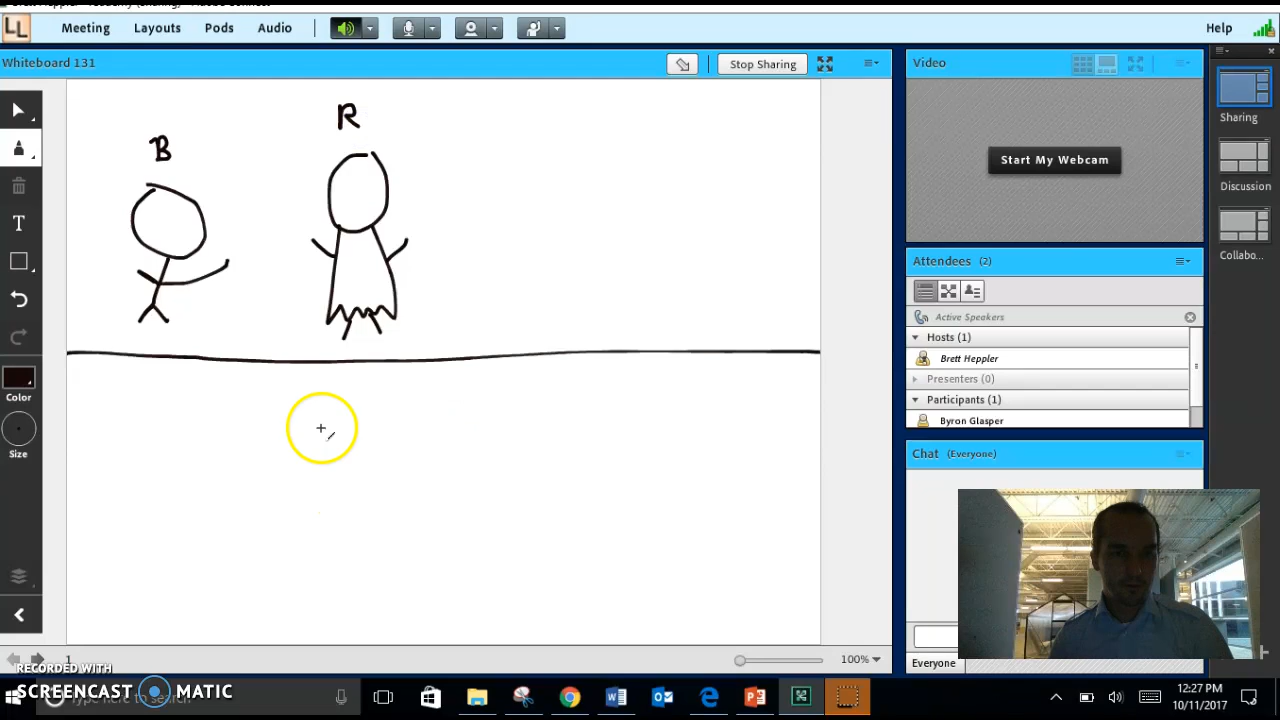 LL
Meeting
Layouts
Pods
Audio
Help
Whiteboard 131
Stop Sharing
B
R
T
Color
Size
1
100%
Video
Start My Webcam
Attendees (2)
Active Speakers
Hosts (1)
Brett Heppler
Presenters (0)
Participants (1)
Byron Glasper
Chat (Everyone)
Everyone
Sharing
Discussion
Collabo...
RECORDED WITH
SCREENCAST MATIC
12:27 PM
10/11/2017